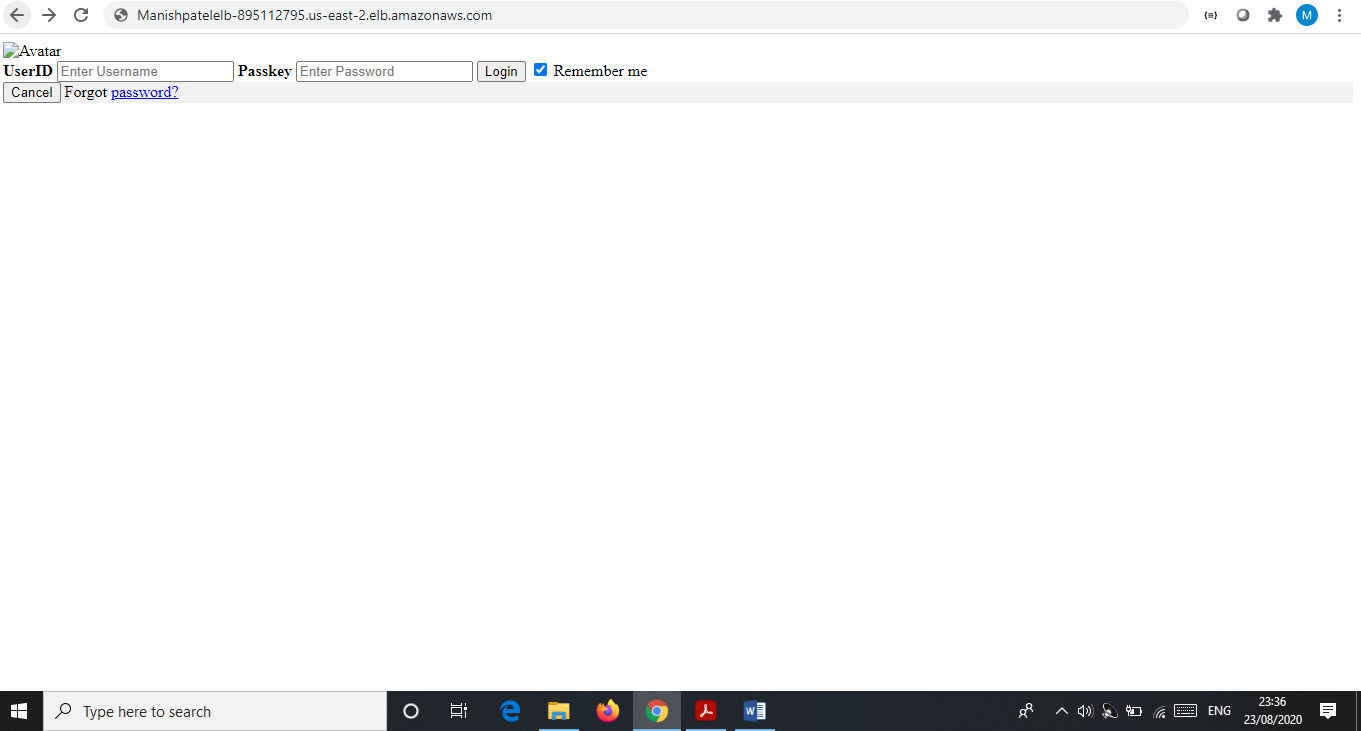 Manishpatelelb-895112795.us-east-2.elb.amazonaws.com
M
Avatar
UserID Enter Username Passkey Enter Password Login Remember me
Cancel Forgot password?
Type here to search
W
ENG
23:36
23/08/2020